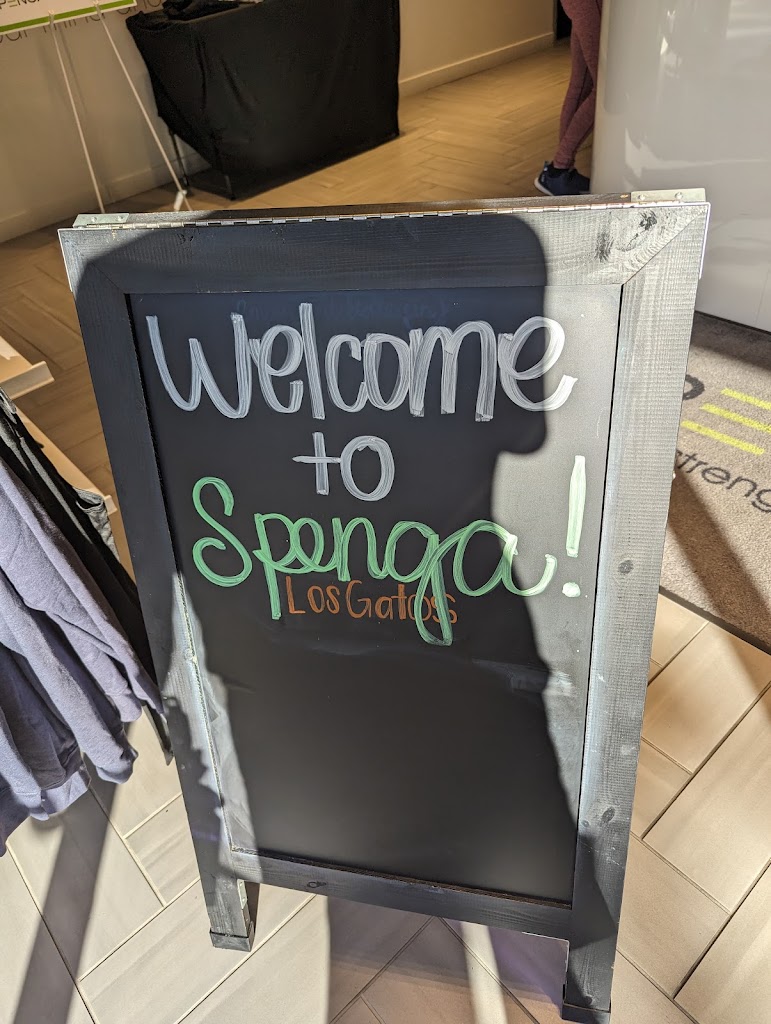 Welcome
to
Spenga!
Los Gatos